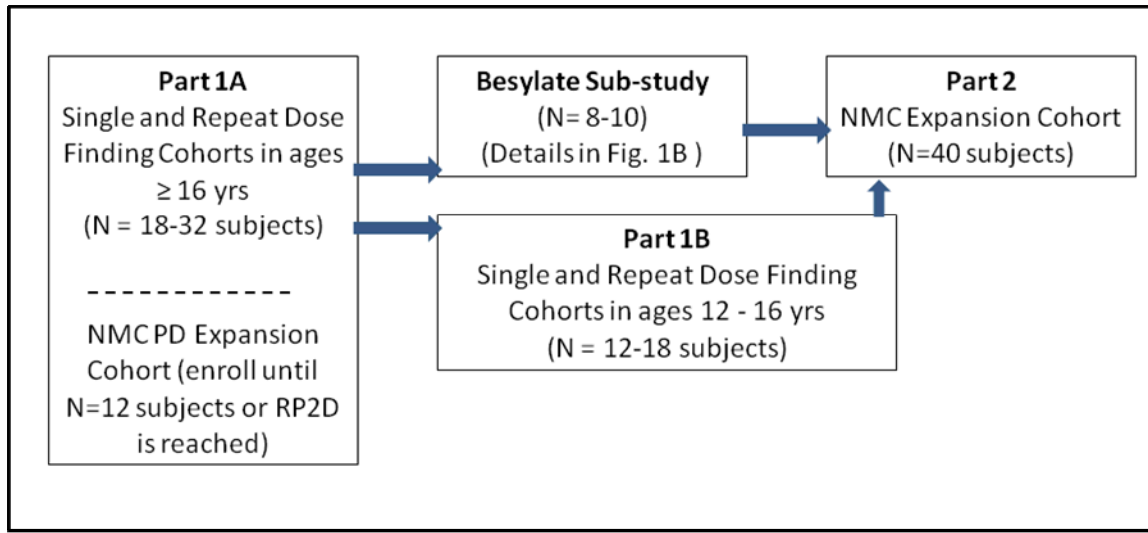 Part 1A
Single and Repeat Dose
Finding Cohorts in ages
≥ 16 yrs
(N = 18-32 subjects)
------------
NMC PD Expansion
Cohort (enroll until
N=12 subjects or RP2D
is reached)
Besylate Sub-study
(N= 8-10)
(Details in Fig. 1B )
Part 1B
Single and Repeat Dose Finding
Cohorts in ages 12 - 16 yrs
(N = 12-18 subjects)
Part 2
NMC Expansion Cohort
(N=40 subjects)